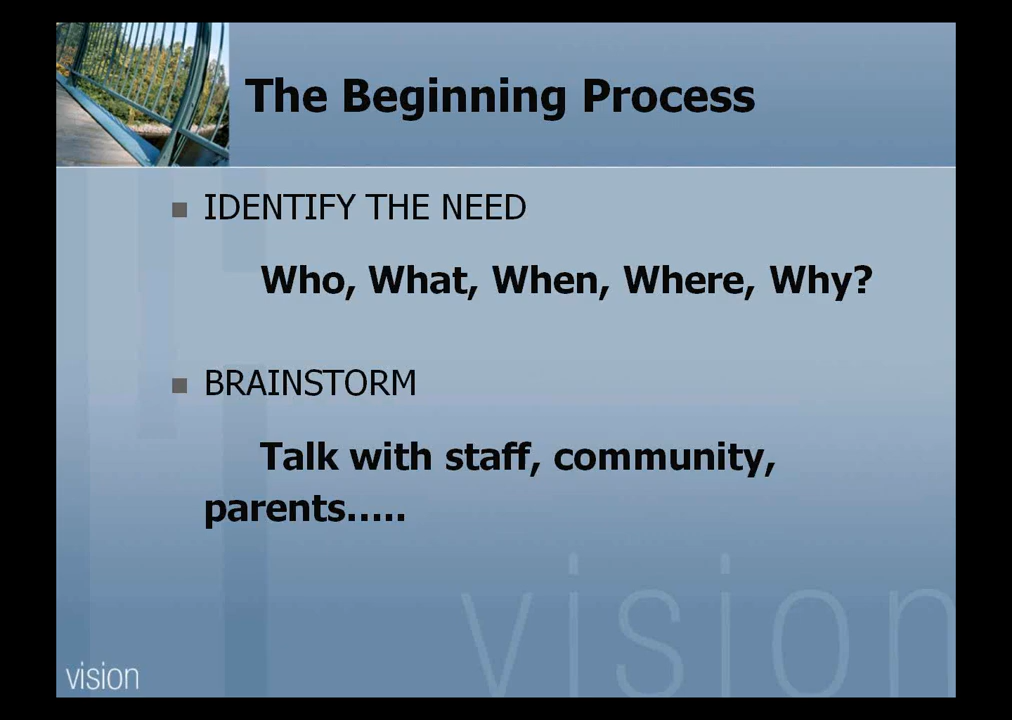 The Beginning Process
IDENTIFY THE NEED
Who, What, When, Where, Why?
BRAINSTORM
Talk with staff, community,
parents.....
vision
vision